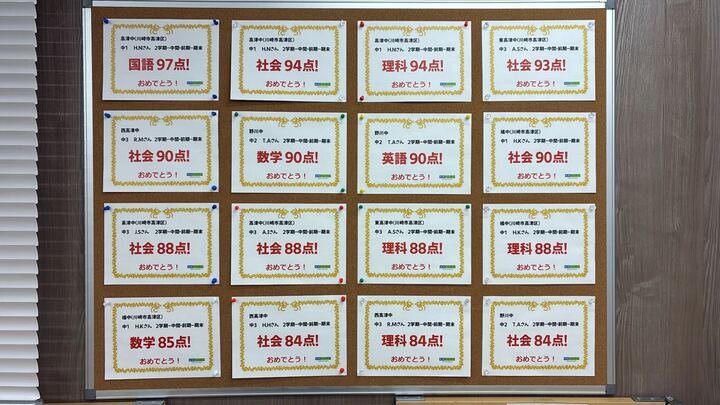 高津中(川崎市高津区)
中1 H.Nさん 2学期-中間・前期-期末
国語 97点!
おめでとう!
高津中(川崎市高津区)
中1 H.Nさん 2学期-中間・前期-期末
社会 94点!
おめでとう!
高津中(川崎市高津区)
中1 H.Nさん 2学期-中間・前期-期末
理科 94点!
おめでとう!
東高津中(川崎市高津区)
中3 A.Sさん 2学期-中間・前期-期末
社会 93点!
おめでとう!
西高津中
中3 R.Mさん 2学期-中間・前期-期末
社会 90点!
おめでとう!
野川中
中2 T.Aさん 2学期-中間・前期-期末
数学 90点!
おめでとう!
野川中
中2 T.Aさん 2学期-中間・前期-期末
英語 90点!
おめでとう!
橘中(川崎市高津区)
中1 H.Kさん 2学期-中間・前期-期末
社会 90点!
おめでとう!
高津中(川崎市高津区)
中3 J.Sさん 2学期-中間・前期-期末
社会 88点!
おめでとう!
高津中(川崎市高津区)
中3 A.Iさん 2学期-中間・前期-期末
社会 88点!
おめでとう!
東高津中(川崎市高津区)
中3 A.Sさん 2学期-中間・前期-期末
理科 88点!
おめでとう!
橘中(川崎市高津区)
中1 H.Kさん 2学期-中間・前期-期末
理科 88点!
おめでとう!
橘中(川崎市高津区)
中1 H.Kさん 2学期-中間・前期-期末
数学 85点!
おめでとう!
西高津中
中3 H.Hさん 2学期-中間・前期-期末
社会 84点!
おめでとう!
西高津中
中3 R.Mさん 2学期-中間・前期-期末
理科 84点!
おめでとう!
野川中
中2 T.Aさん 2学期-中間・前期-期末
社会 84点!
おめでとう!